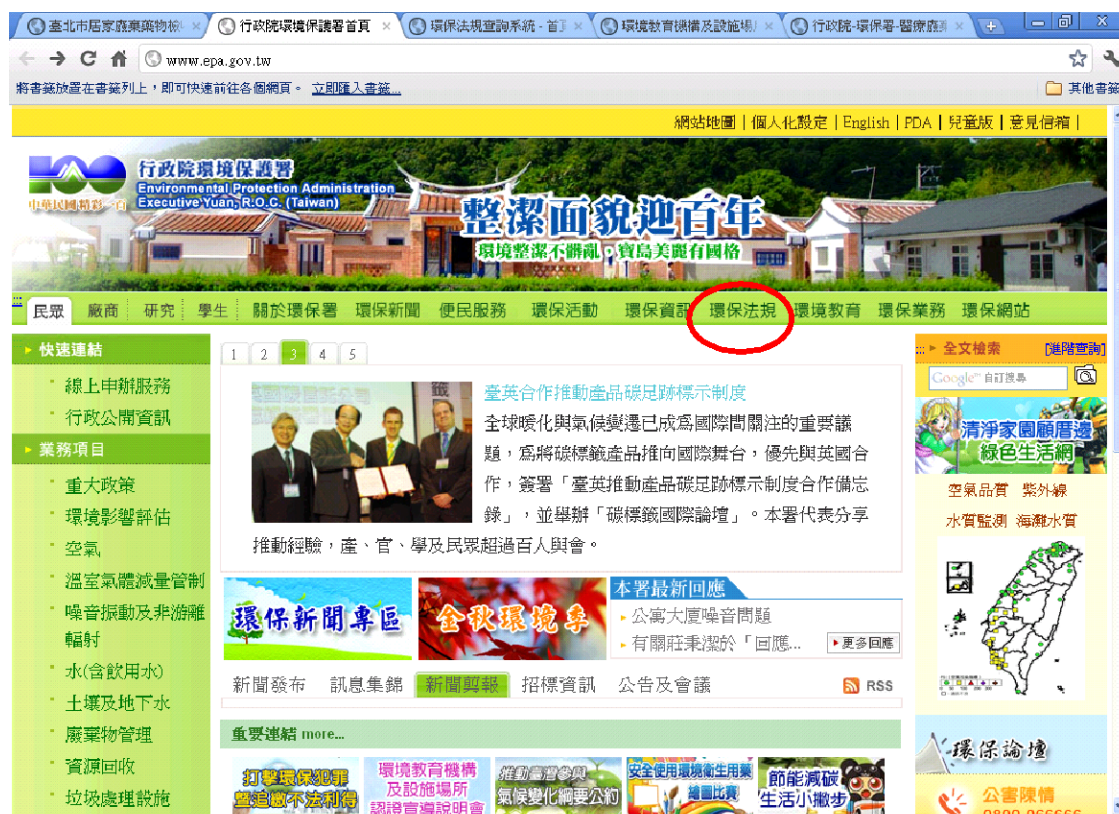 臺北市居家廢棄藥物檢
行政院環境保護署首頁
環保法規查詢系統 - 首頁
環境教育機構及設施場
行政院-環保署-醫療廢
www.epa.gov.tw
將書籤放置在書籤列上，即可快速前往各個網頁。 立即匯入書籤...
其他書籤
網站地圖 | 個人化設定 | English | PDA | 兒童版 | 意見信箱 |
100
中華民國精彩一百
行政院環境保護署
Environmental Protection Administration
Executive Yuan, R.O.C. (Taiwan)
整潔面貌迎百年
環境整潔不髒亂，寶島美麗有國格
民眾 廠商 研究 學生 關於環保署 環保新聞 便民服務 環保活動 環保資訊 環保法規 環境教育 環保業務 環保網站
快速連結
線上申辦服務
行政公開資訊
業務項目
重大政策
環境影響評估
空氣
溫室氣體減量管制
噪音振動及非游離
輻射
水(含飲用水)
土壤及地下水
廢棄物管理
資源回收
垃圾處理設施
1 2 3 4 5
臺英合作推動產品碳足跡標示制度
全球暖化與氣候變遷已成為國際間關注的重要議
題，為將碳標籤產品推向國際舞台，優先與英國合
作，簽署「臺英推動產品碳足跡標示制度合作備忘
錄」，並舉辦「碳標籤國際論壇」。本署代表分享
推動經驗，產、官、學及民眾超過百人與會。
環保新聞專區
金秋環境季
本署最新回應
公寓大廈噪音問題
有關莊秉潔於「回應...
更多回應
新聞發布 訊息集錦 新聞剪報 招標資訊 公告及會議
RSS
重要連結 more...
打擊環保犯罪
暨追繳不法利得
環境教育機構
及設施場所
認證宣導說明會
推動臺灣參與
氣候變化綱要公約
安全使用環境衛生用藥
繪圖比賽
節能減碳
生活小撇步
全文檢索 [進階查詢]
Google 自訂搜尋
清淨家園顧厝邊
綠色生活網
空氣品質 紫外線
水質監測 海灘水質
環保論壇
公害陳情
0800-066666